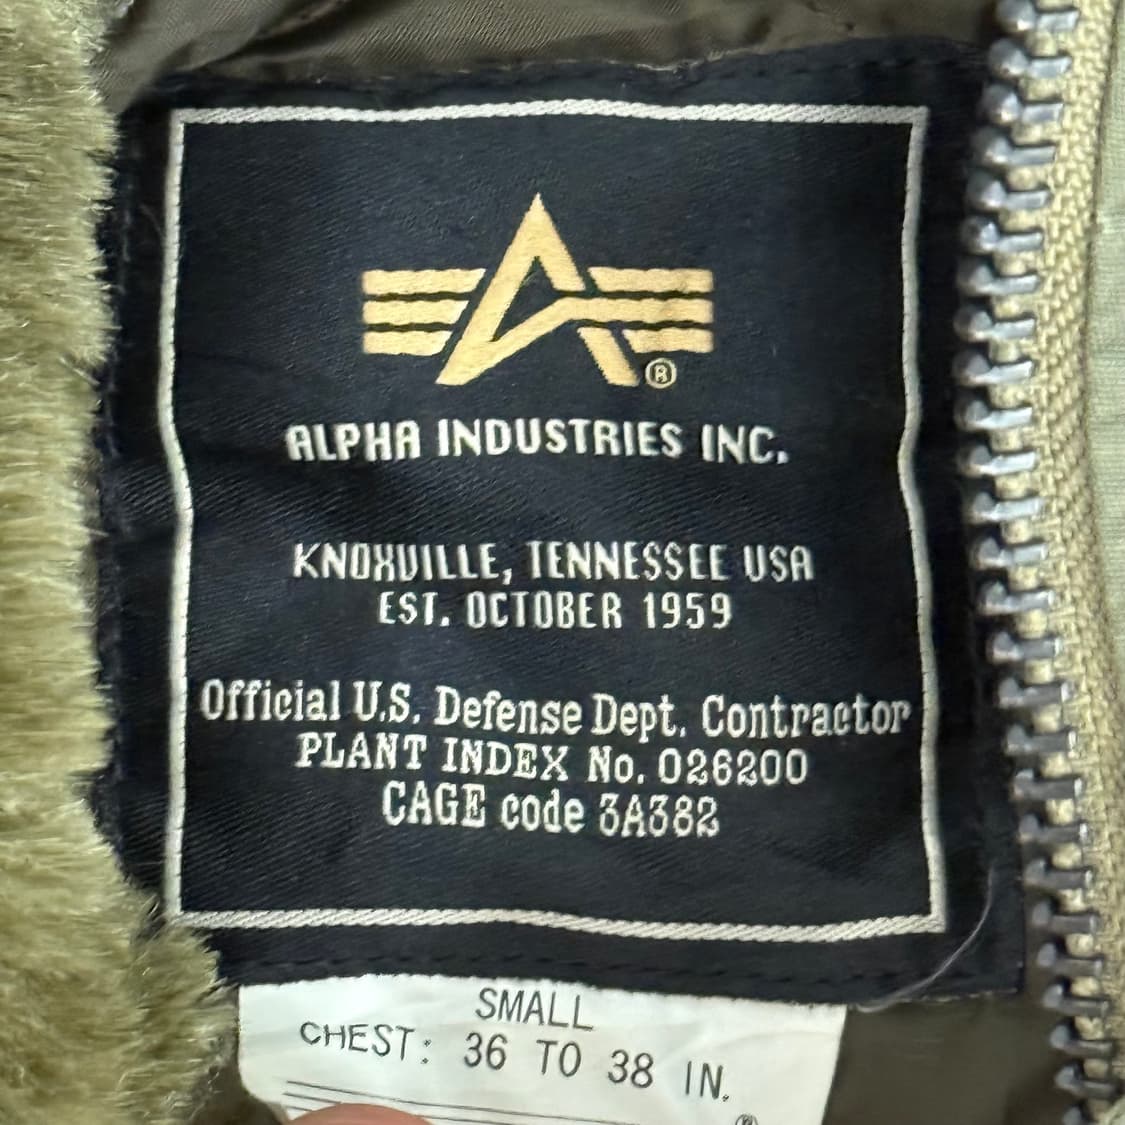 ®
ALPHA INDUSTRIES INC.
KNOXVILLE, TENNESSEE USA
EST. OCTOBER 1959
Official U.S. Defense Dept. Contractor
PLANT INDEX No. 026200
CAGE code 3A382
SMALL
CHEST: 36 TO 38 IN.
®